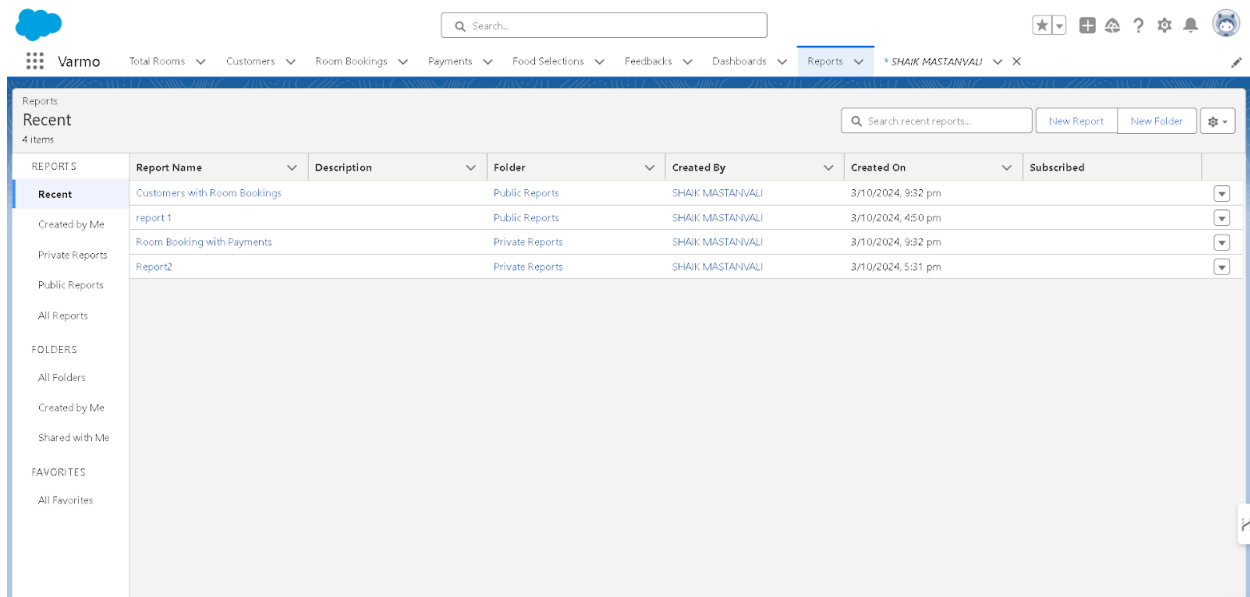 Search...
Varmo Total Rooms Customers Room Bookings Payments Food Selections Feedbacks Dashboards Reports * SHAIK MASTANVALI
Reports
Recent
4 items
Search recent reports...
New Report
New Folder
REPORTS
Recent
Created by Me
Private Reports
Public Reports
All Reports
FOLDERS
All Folders
Created by Me
Shared with Me
FAVORITES
All Favorites
Report Name Description Folder Created By Created On Subscribed
Customers with Room Bookings Public Reports SHAIK MASTANVALI 3/10/2024, 9:32 pm
report 1 Public Reports SHAIK MASTANVALI 3/10/2024, 4:50 pm
Room Booking with Payments Private Reports SHAIK MASTANVALI 3/10/2024, 9:32 pm
Report2 Private Reports SHAIK MASTANVALI 3/10/2024, 5:31 pm